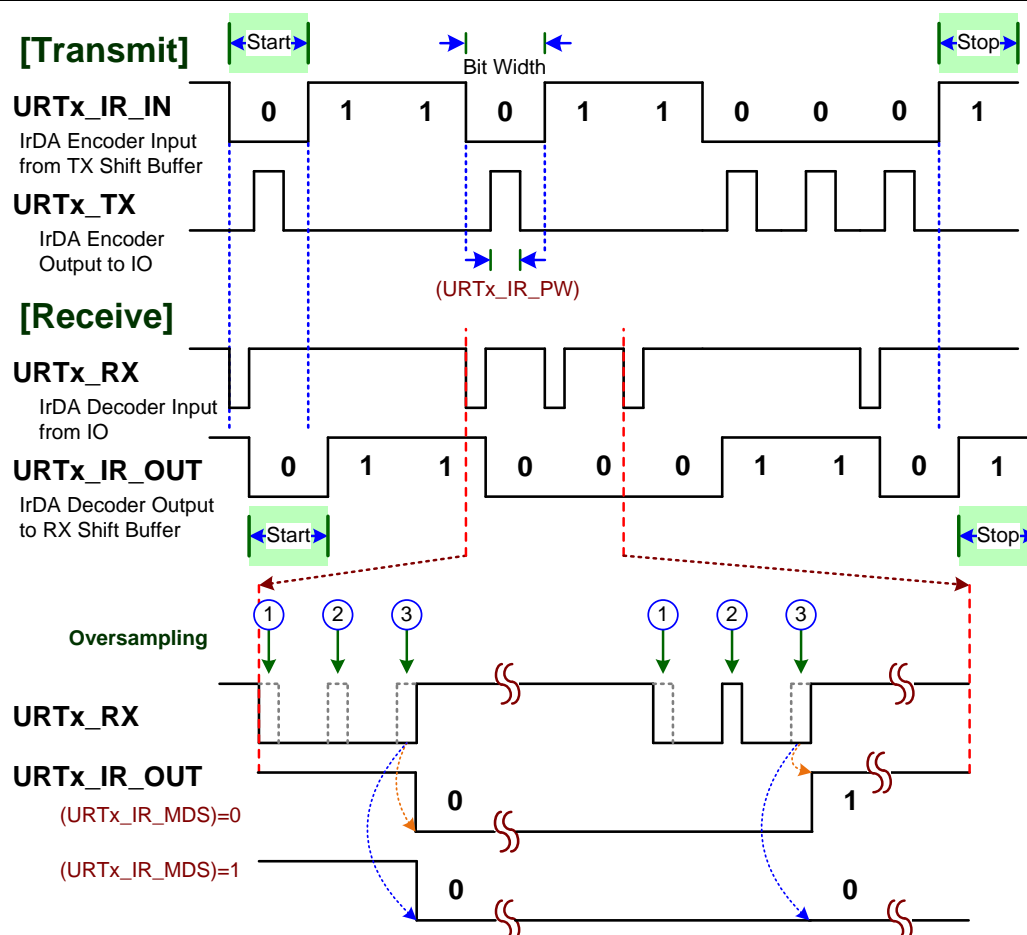 [Transmit]
Start
Bit Width
Stop
URTx_IR_IN
0 1 1 0 1 1 0 0 0 1
IrDA Encoder Input
from TX Shift Buffer
URTx_TX
IrDA Encoder
Output to IO
(URTx_IR_PW)
[Receive]
URTx_RX
IrDA Decoder Input
from IO
URTx_IR_OUT
0 1 1 0 0 0 1 1 0 1
IrDA Decoder Output
to RX Shift Buffer
Start
Stop
1 2 3 1 2 3
Oversampling
URTx_RX
URTx_IR_OUT
(URTx_IR_MDS)=0
0 1
(URTx_IR_MDS)=1
0 0